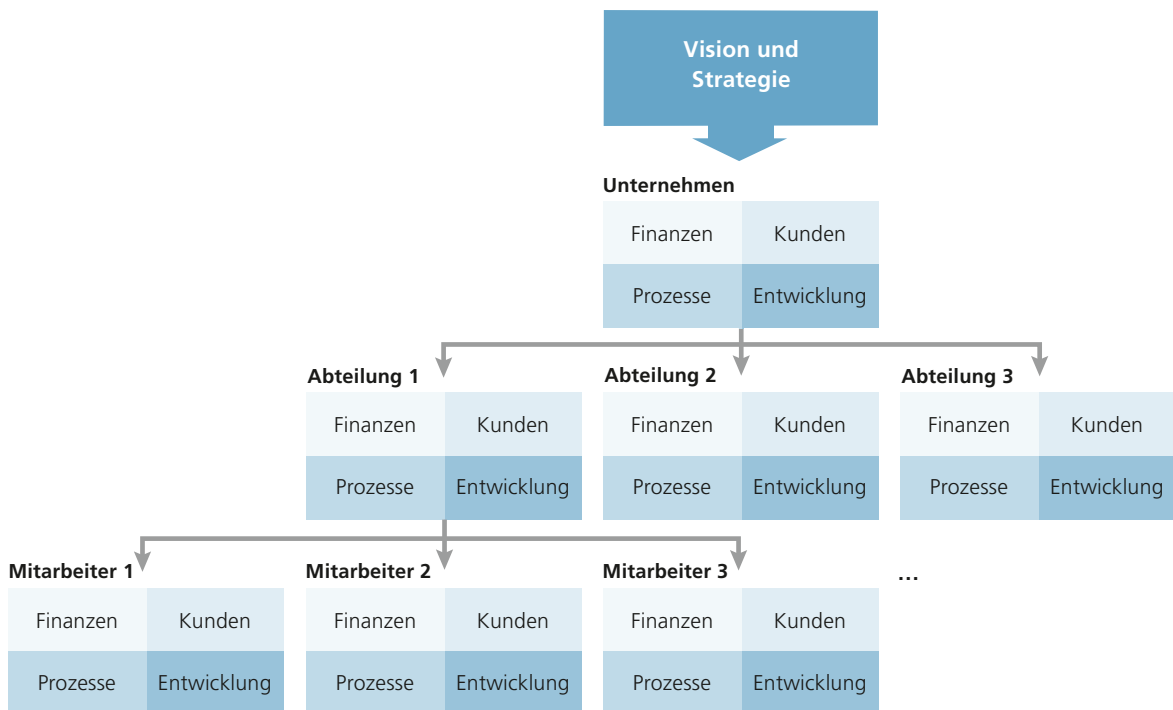 Vision und
Strategie
Unternehmen
Finanzen Kunden
Prozesse Entwicklung
Abteilung 1 Abteilung 2 Abteilung 3
Finanzen Kunden Finanzen Kunden Finanzen Kunden
Prozesse Entwicklung Prozesse Entwicklung Prozesse Entwicklung
Mitarbeiter 1 Mitarbeiter 2 Mitarbeiter 3 ...
Finanzen Kunden Finanzen Kunden Finanzen Kunden
Prozesse Entwicklung Prozesse Entwicklung Prozesse Entwicklung